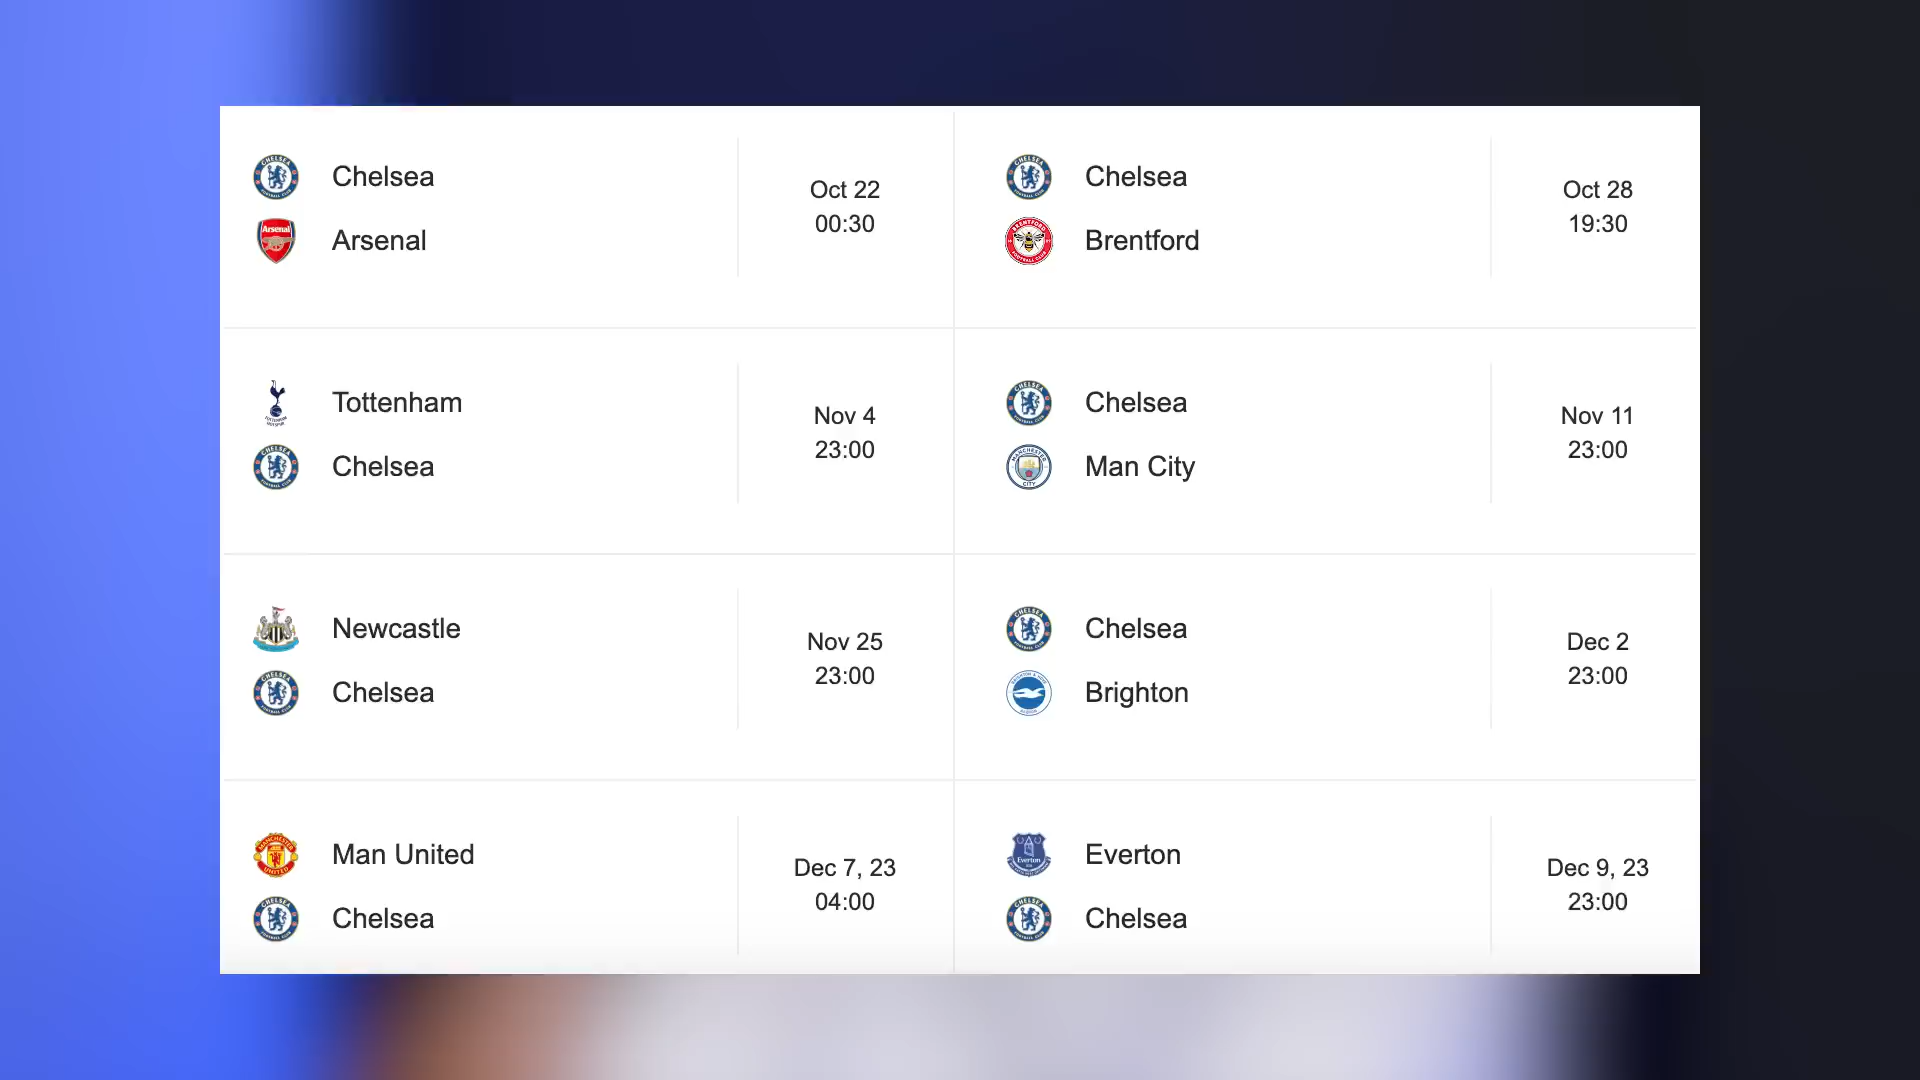 Chelsea
Arsenal
Oct 22
00:30
Chelsea
Brentford
Oct 28
19:30
Tottenham
Chelsea
Nov 4
23:00
Chelsea
Man City
Nov 11
23:00
Newcastle
Chelsea
Nov 25
23:00
Chelsea
Brighton
Dec 2
23:00
Man United
Chelsea
Dec 7, 23
04:00
Everton
Chelsea
Dec 9, 23
23:00